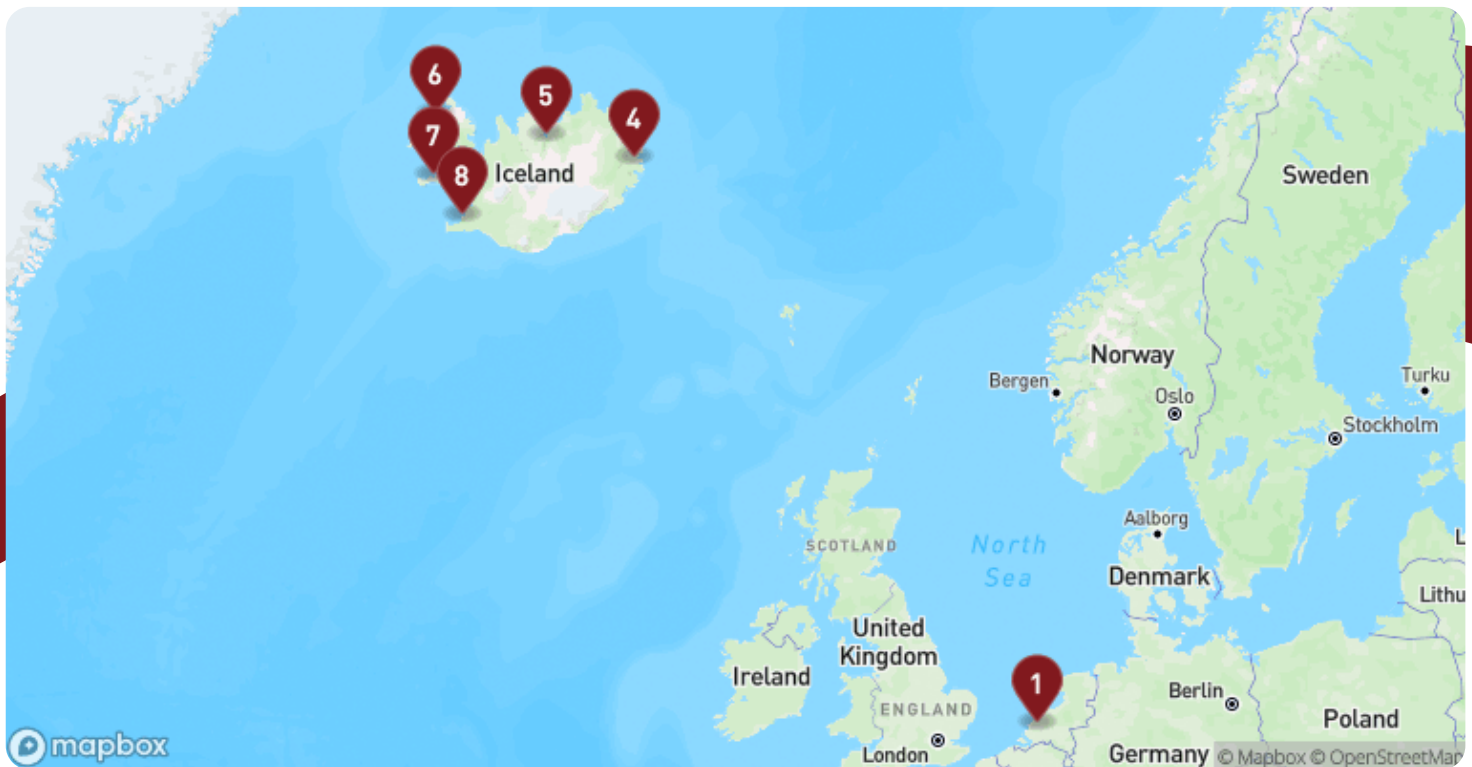 6
5
4
7
8
Iceland
Sweden
Norway
Bergen
Oslo
Turku
Stockholm
Aalborg
SCOTLAND
North
Sea
Denmark
L
Lithu
United
Kingdom
Ireland
1
Berlin
ENGLAND
Poland
London
Germany
mapbox
© Mapbox © OpenStreetMap